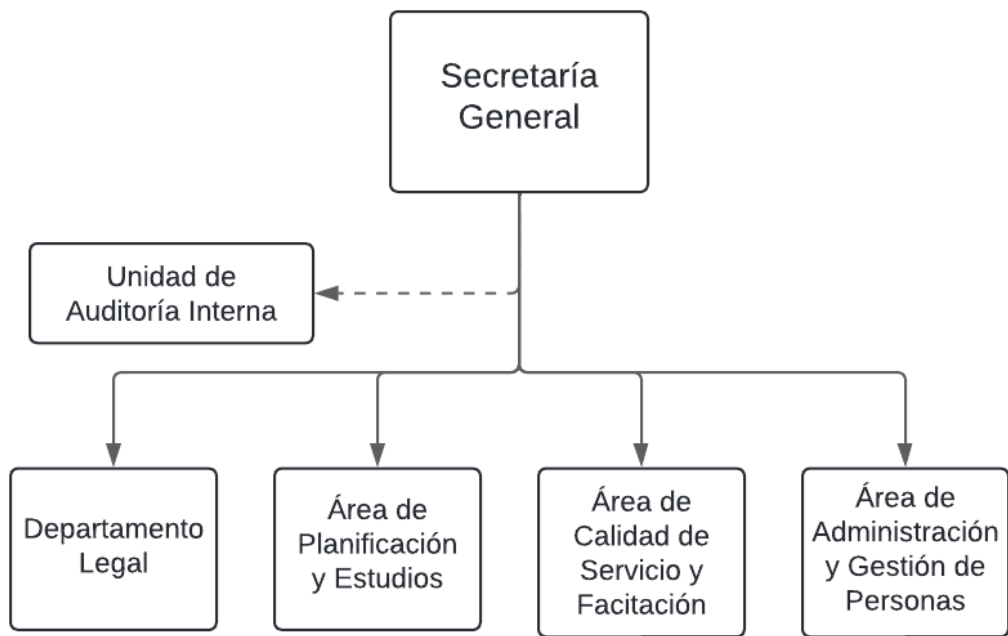 Secretaría
General
Unidad de
Auditoría Interna
Departamento
Legal
Área de
Planificación
y Estudios
Área de
Calidad de
Servicio y
Facitación
Área de
Administración
y Gestión de
Personas